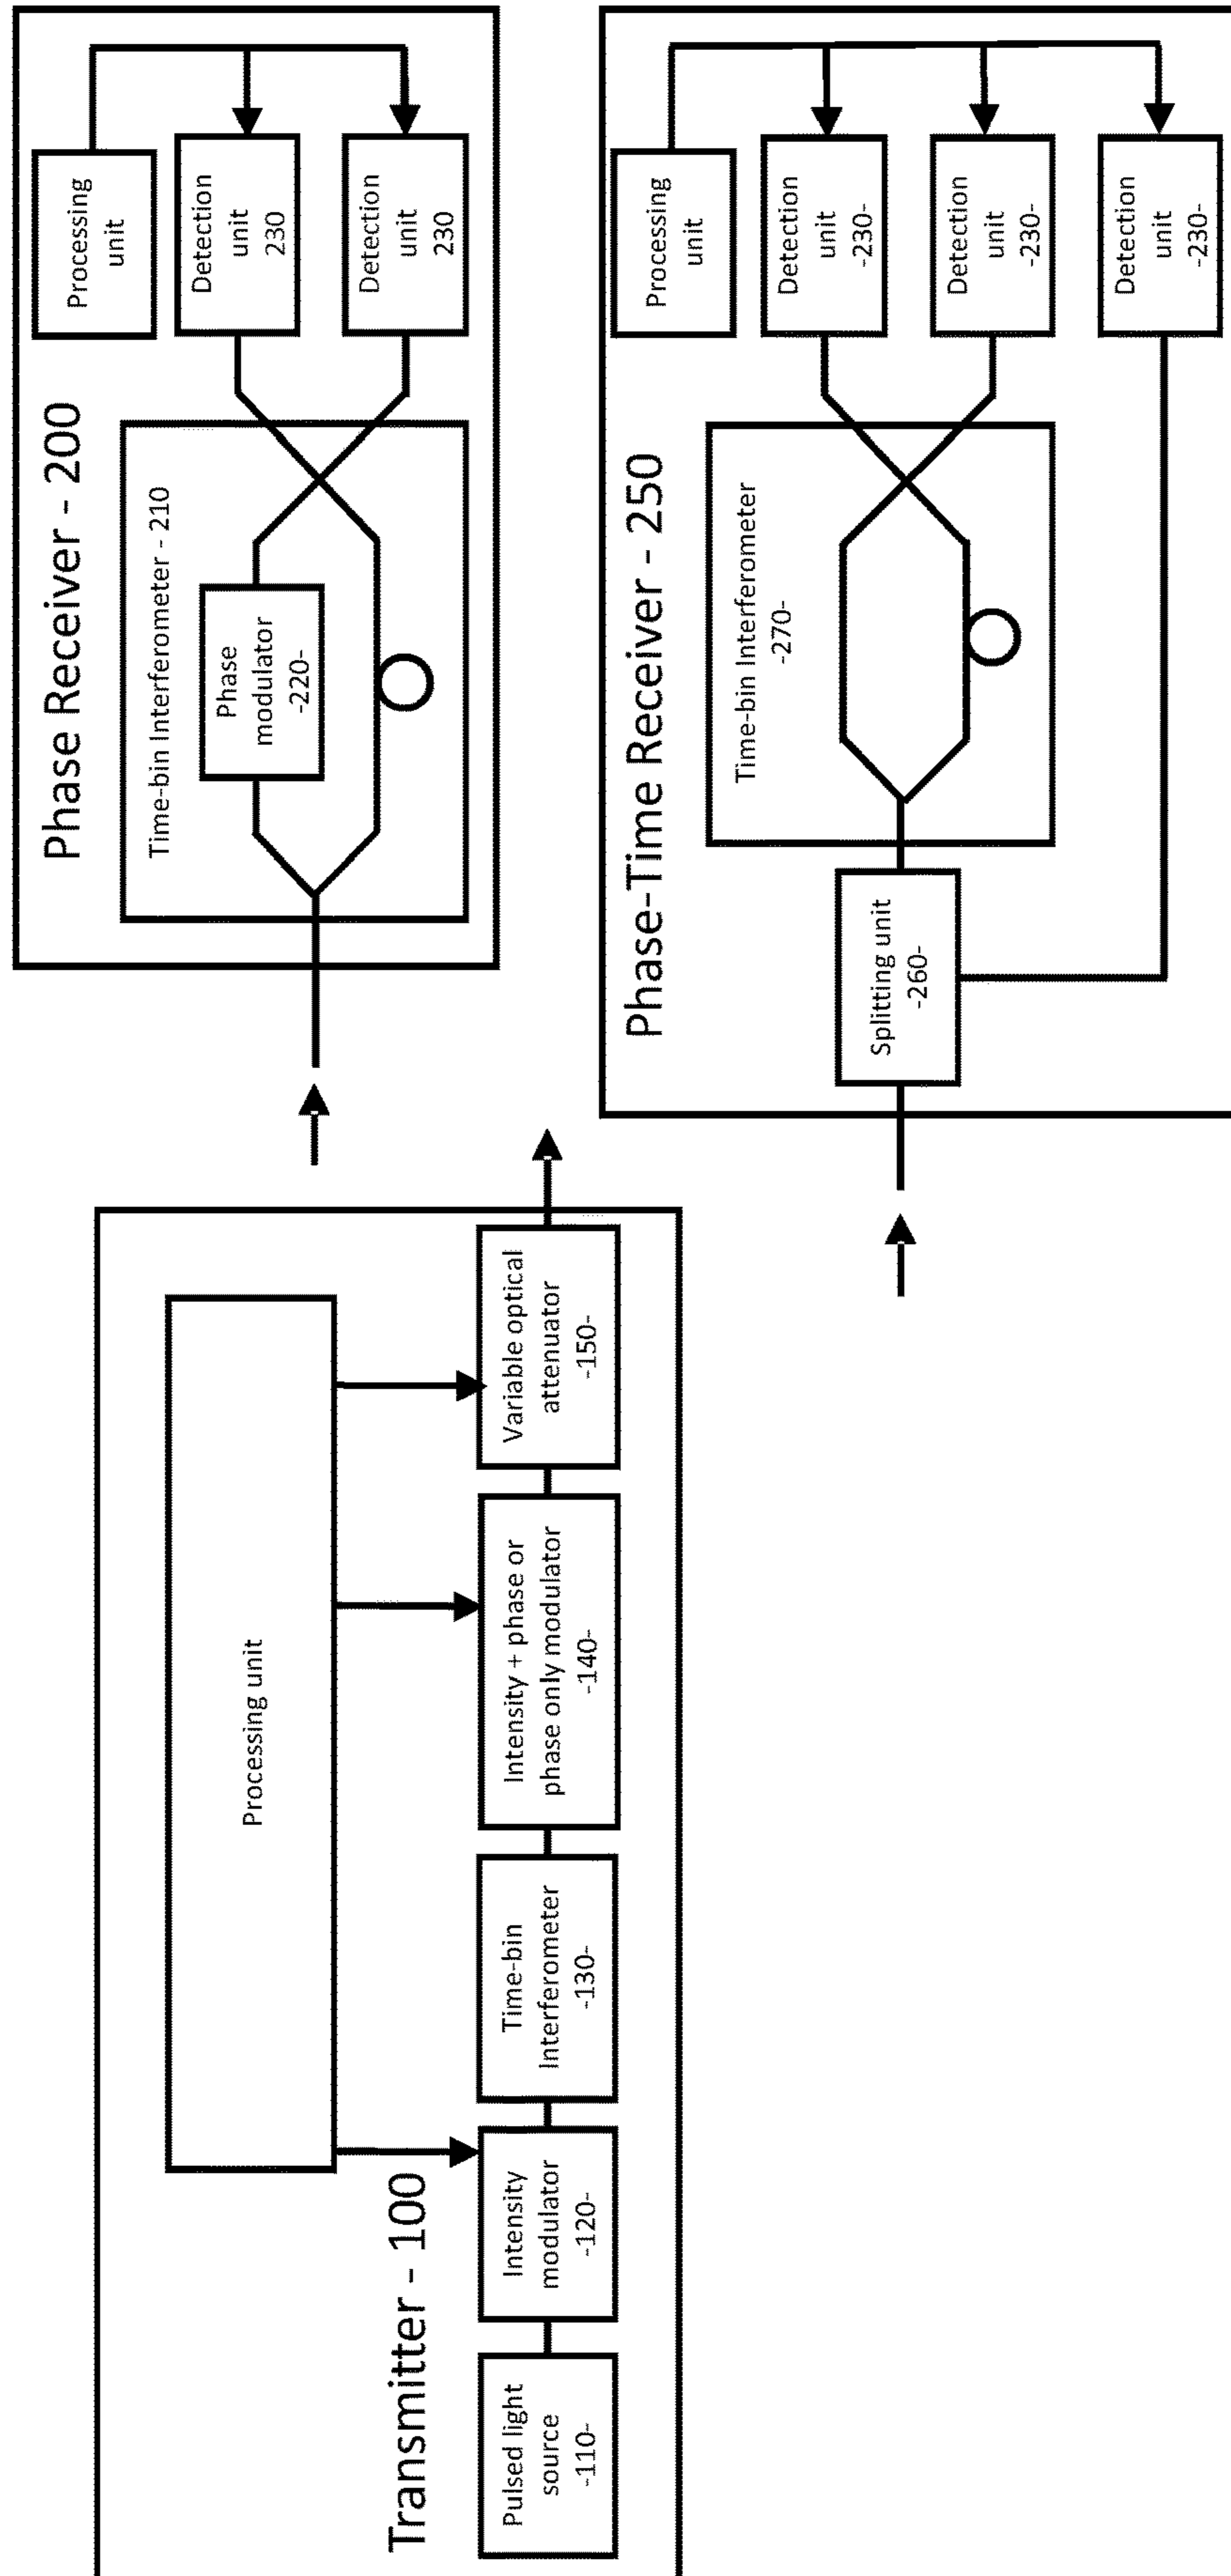 Transmitter - 100
Processing unit
Pulsed light
source
-110-
Intensity
modulator
-120-
Time-bin
Interferometer
-130-
Intensity + phase or
phase only modulator
-140-
Variable optical
attenuator
-150-
Phase Receiver - 200
Time-bin Interferometer - 210
Phase
modulator
-220-
Processing
unit
Detection
unit
230
Detection
unit
230
Phase-Time Receiver - 250
Splitting unit
-260-
Time-bin Interferometer
-270-
Processing
unit
Detection
unit
-230-
Detection
unit
-230-
Detection
unit
-230-